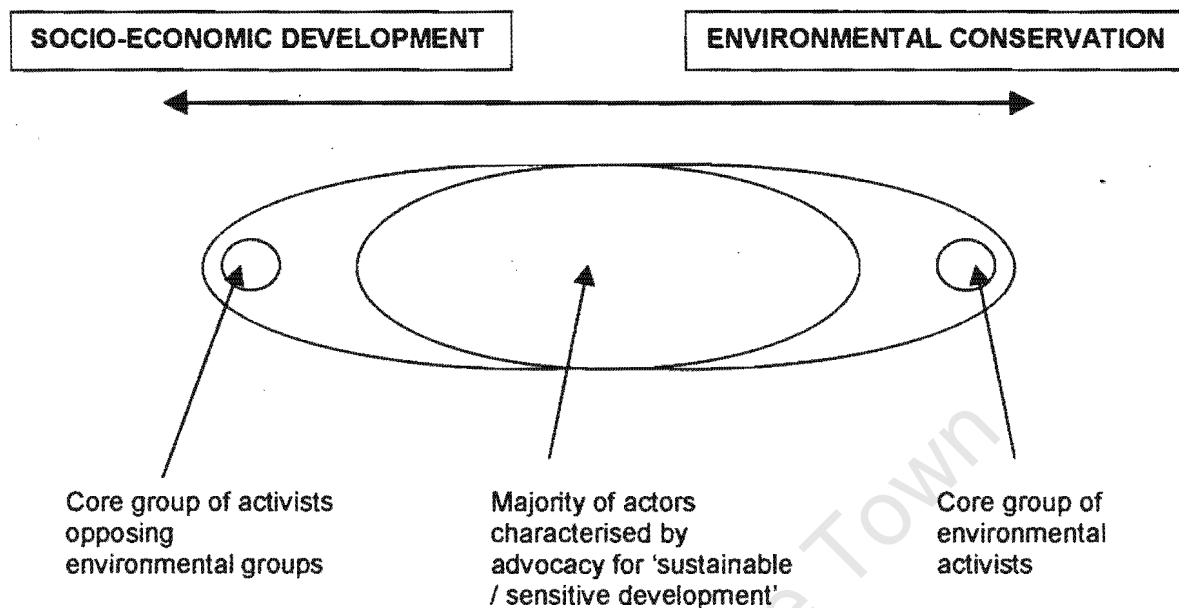 SOCIO-ECONOMIC DEVELOPMENT
ENVIRONMENTAL CONSERVATION
Core group of activists
opposing
environmental groups
Majority of actors
characterised by
advocacy for ‘sustainable
/ sensitive development’
Core group of
environmental
activists
Town